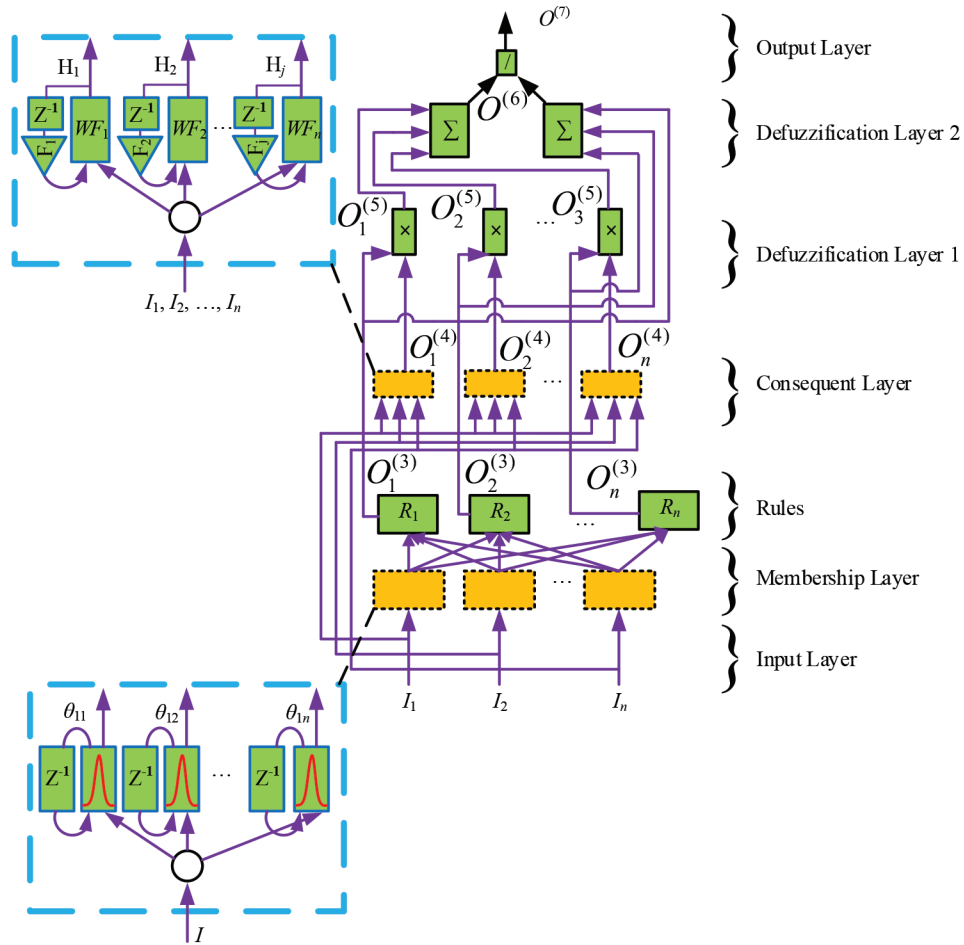 O^(7)
Output Layer
/
H₁ H₂ Hⱼ
Z⁻¹ WF₁ Z⁻¹ WF₂ ... Z⁻¹ WFₙ
F₁ F₂ Fⱼ
I₁, I₂, ..., Iₙ
O^(6)
Σ Σ
Defuzzification Layer 2
O₁^(5) O₂^(5) ... O₃^(5)
× × ×
Defuzzification Layer 1
O₁^(4) O₂^(4) Oₙ^(4)
...
Consequent Layer
O₁^(3) O₂^(3) Oₙ^(3)
R₁ R₂ ... Rₙ
Rules
...
Membership Layer
Input Layer
I₁ I₂ Iₙ
θ₁₁ θ₁₂ θ₁ₙ
Z⁻¹ Z⁻¹ ... Z⁻¹
I